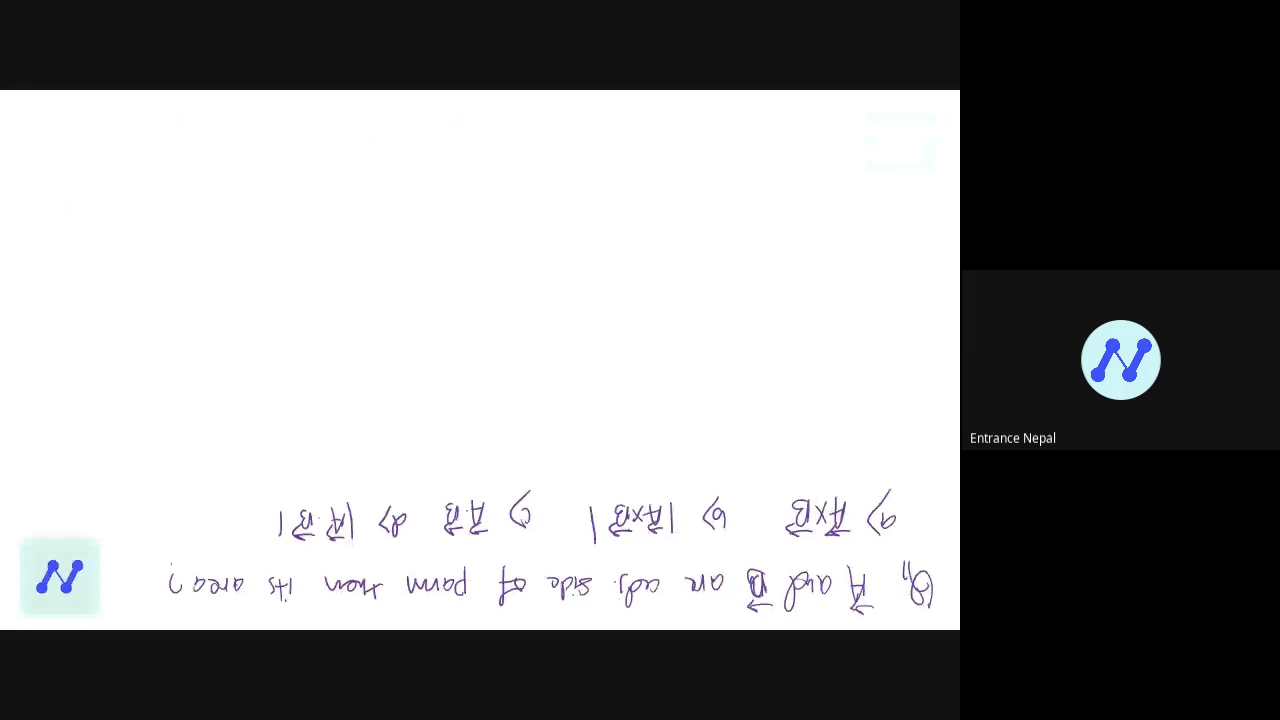 Q, A⃗ and B⃗ are adj. side of parm then its area?
a) A⃗×B⃗ b) |A⃗×B⃗| c) A⃗.B⃗ d) |A⃗.B⃗|
Entrance Nepal